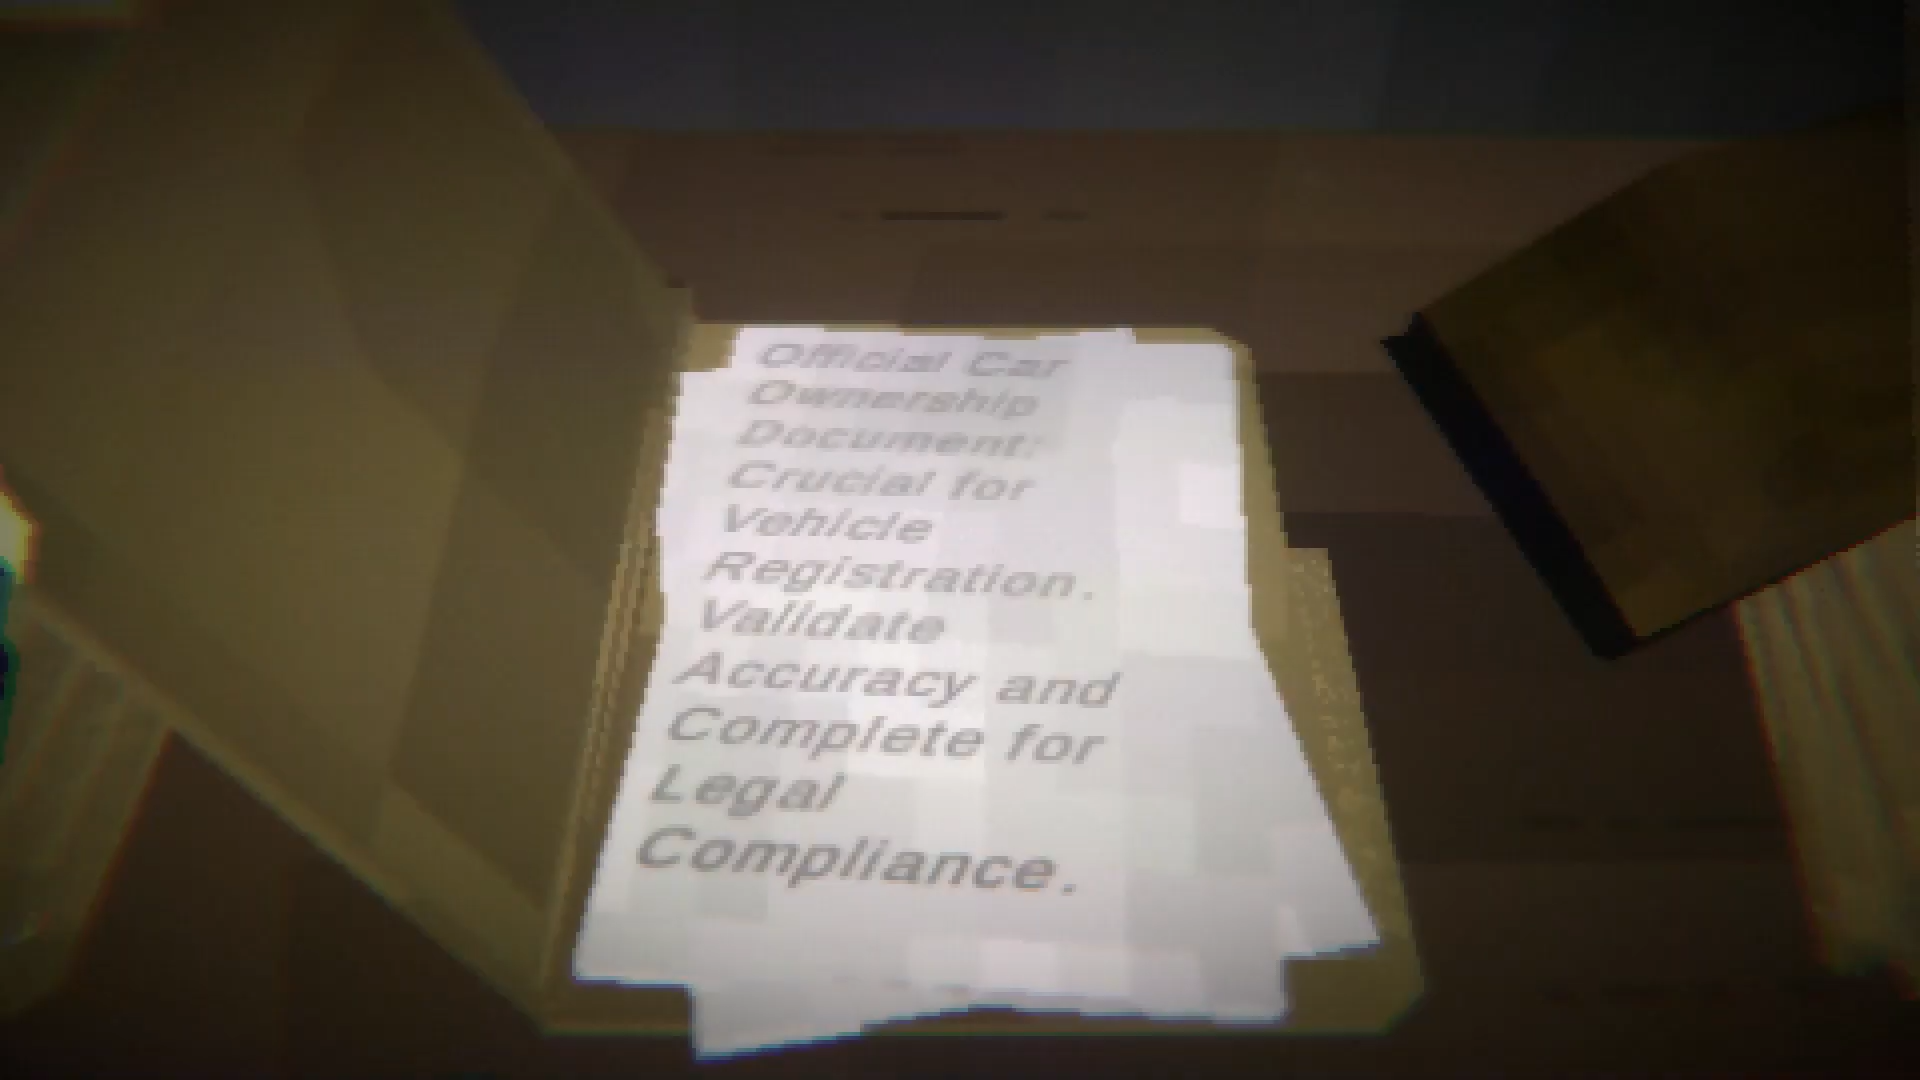 Official Car
Ownership
Document:
Crucial for
Vehicle
Registration.
Validate
Accuracy and
Complete for
Legal
Compliance.